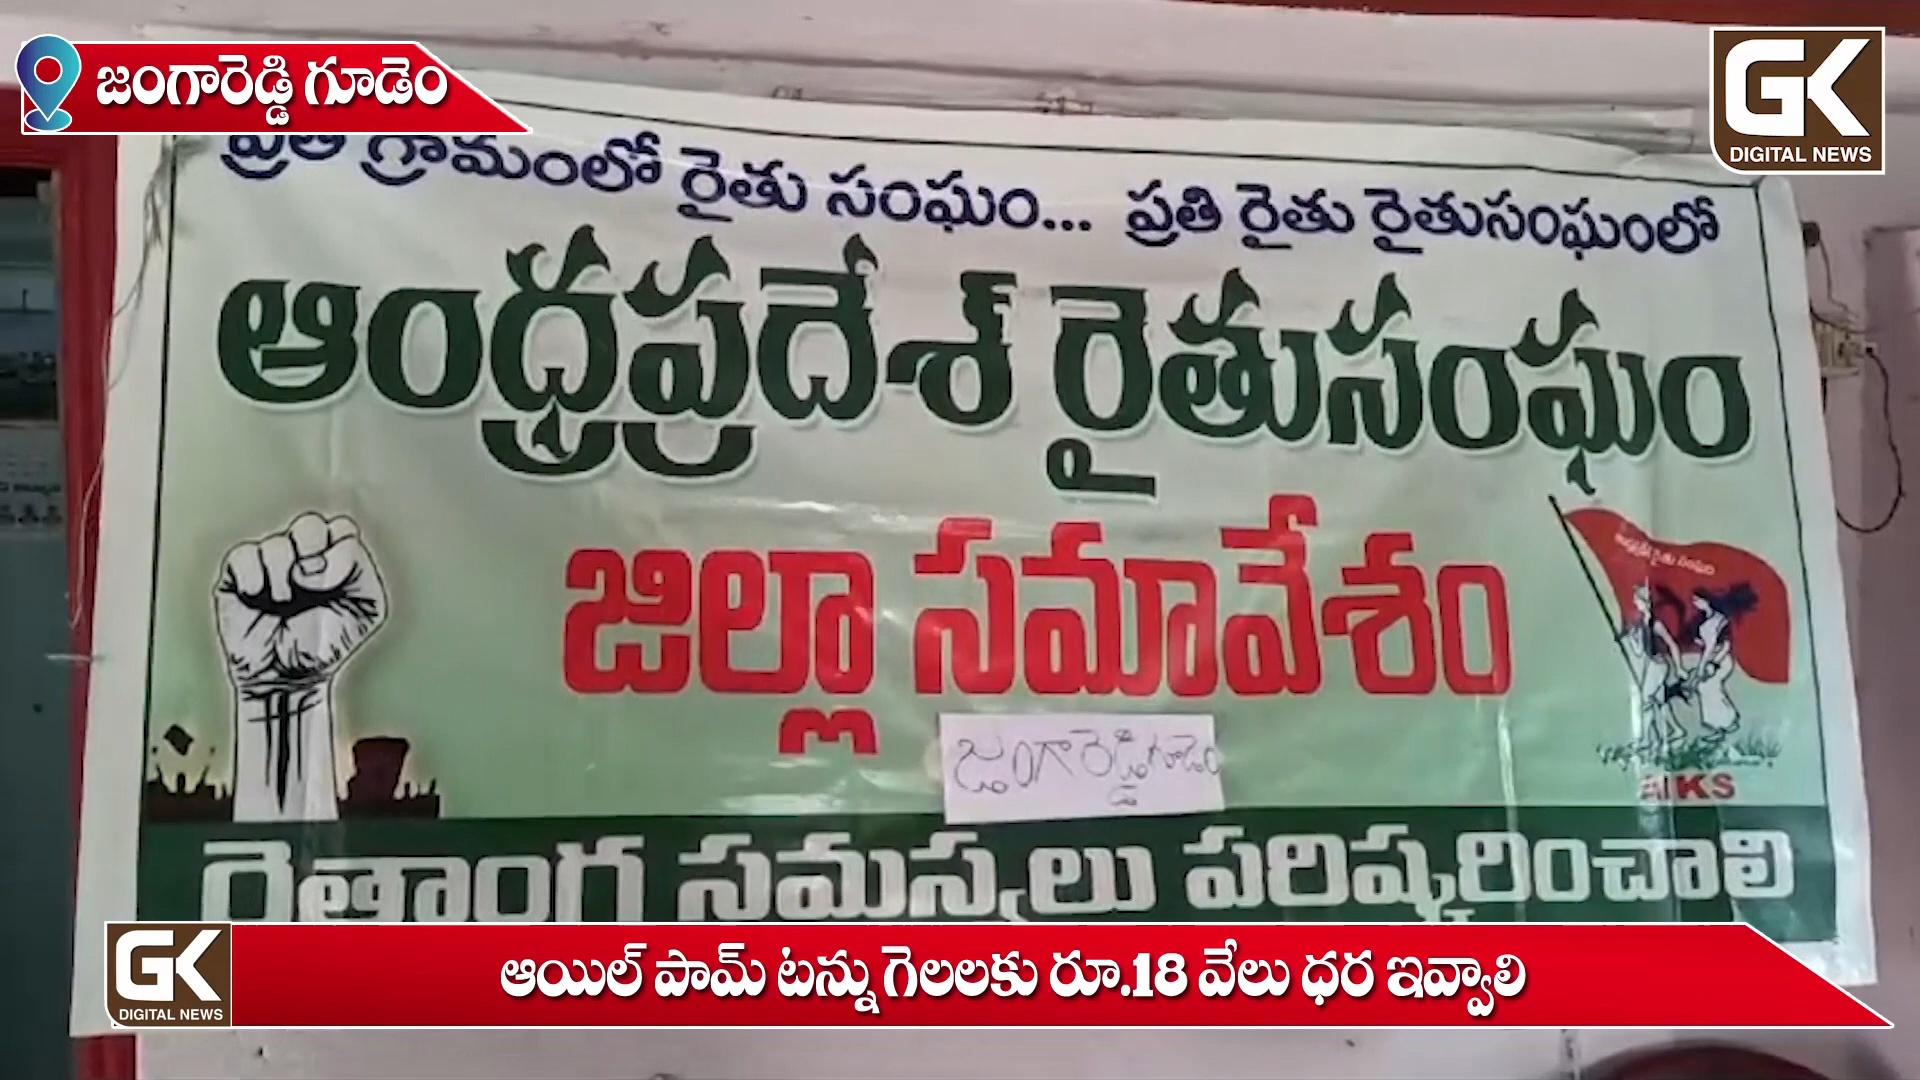 జంగారెడ్డి గూడెం
GK
DIGITAL NEWS
ప్రతి గ్రామంలో రైతు సంఘం... ప్రతి రైతు రైతుసంఘంలో
ఆంధ్రప్రదేశ్ రైతుసంఘం
జిల్లా సమావేశం
జంగారెడ్డిగూడెం
AIKS
రైతాంగ సమస్యలు పరిష్కరించాలి
GK
DIGITAL NEWS
ఆయిల్ పామ్ టన్ను గెలలకు రూ.18 వేలు ధర ఇవ్వాలి